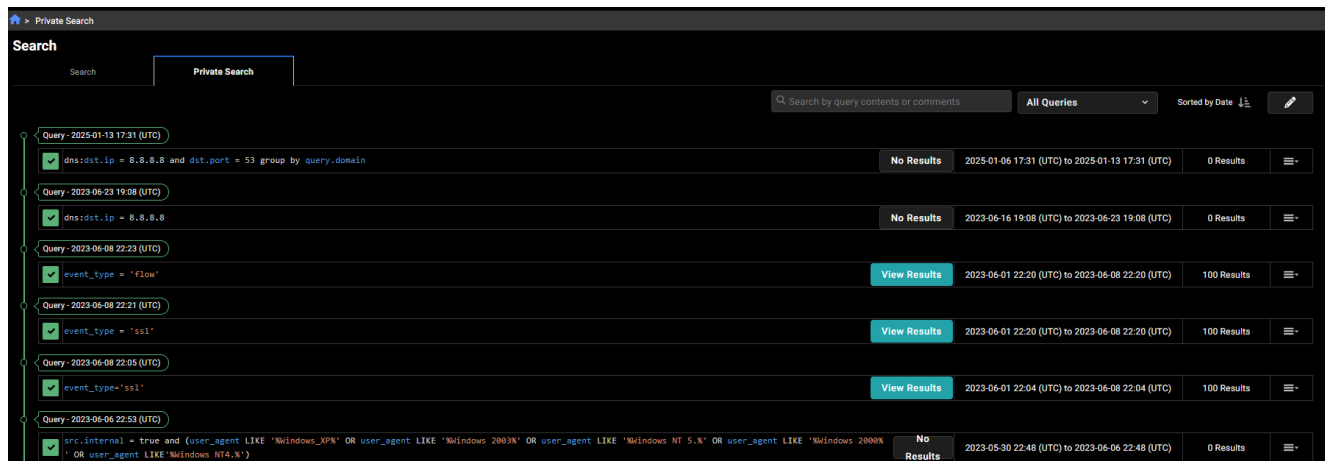 > Private Search
Search
Search Private Search
Search by query contents or comments All Queries Sorted by Date
Query - 2025-01-13 17:31 (UTC)
dns:dst.ip = 8.8.8.8 and dst.port = 53 group by query.domain No Results 2025-01-06 17:31 (UTC) to 2025-01-13 17:31 (UTC) 0 Results
Query - 2023-06-23 19:08 (UTC)
dns:dst.ip = 8.8.8.8 No Results 2023-06-16 19:08 (UTC) to 2023-06-23 19:08 (UTC) 0 Results
Query - 2023-06-08 22:23 (UTC)
event_type = 'flow' View Results 2023-06-01 22:20 (UTC) to 2023-06-08 22:20 (UTC) 100 Results
Query - 2023-06-08 22:21 (UTC)
event_type = 'ssl' View Results 2023-06-01 22:20 (UTC) to 2023-06-08 22:20 (UTC) 100 Results
Query - 2023-06-08 22:05 (UTC)
event_type='ssl' View Results 2023-06-01 22:04 (UTC) to 2023-06-08 22:04 (UTC) 100 Results
Query - 2023-06-06 22:53 (UTC)
src.internal = true and (user_agent LIKE '%Windows_XP%' OR user_agent LIKE '%Windows 2003%' OR user_agent LIKE '%Windows NT 5.%' OR user_agent LIKE '%Windows 2000%
' OR user_agent LIKE'%Windows NT4.%') No Results 2023-05-30 22:48 (UTC) to 2023-06-06 22:48 (UTC) 0 Results